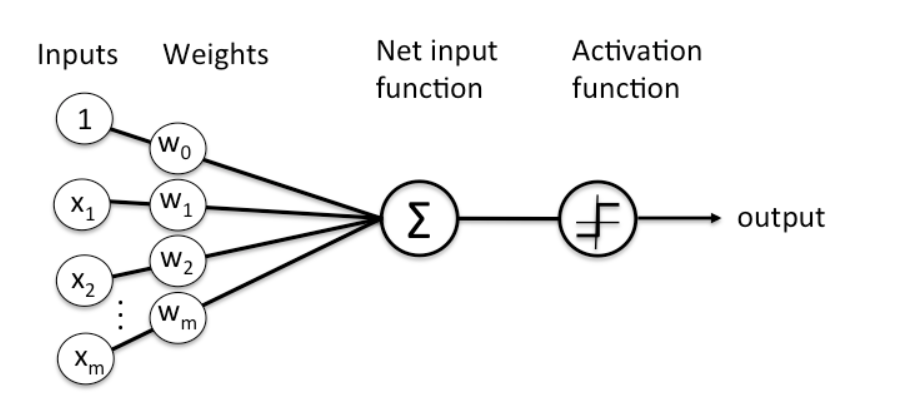 Inputs
Weights
Net input
function
Activation
function
1
w0
x1
w1
x2
w2
⋮
xm
wm
Σ
output